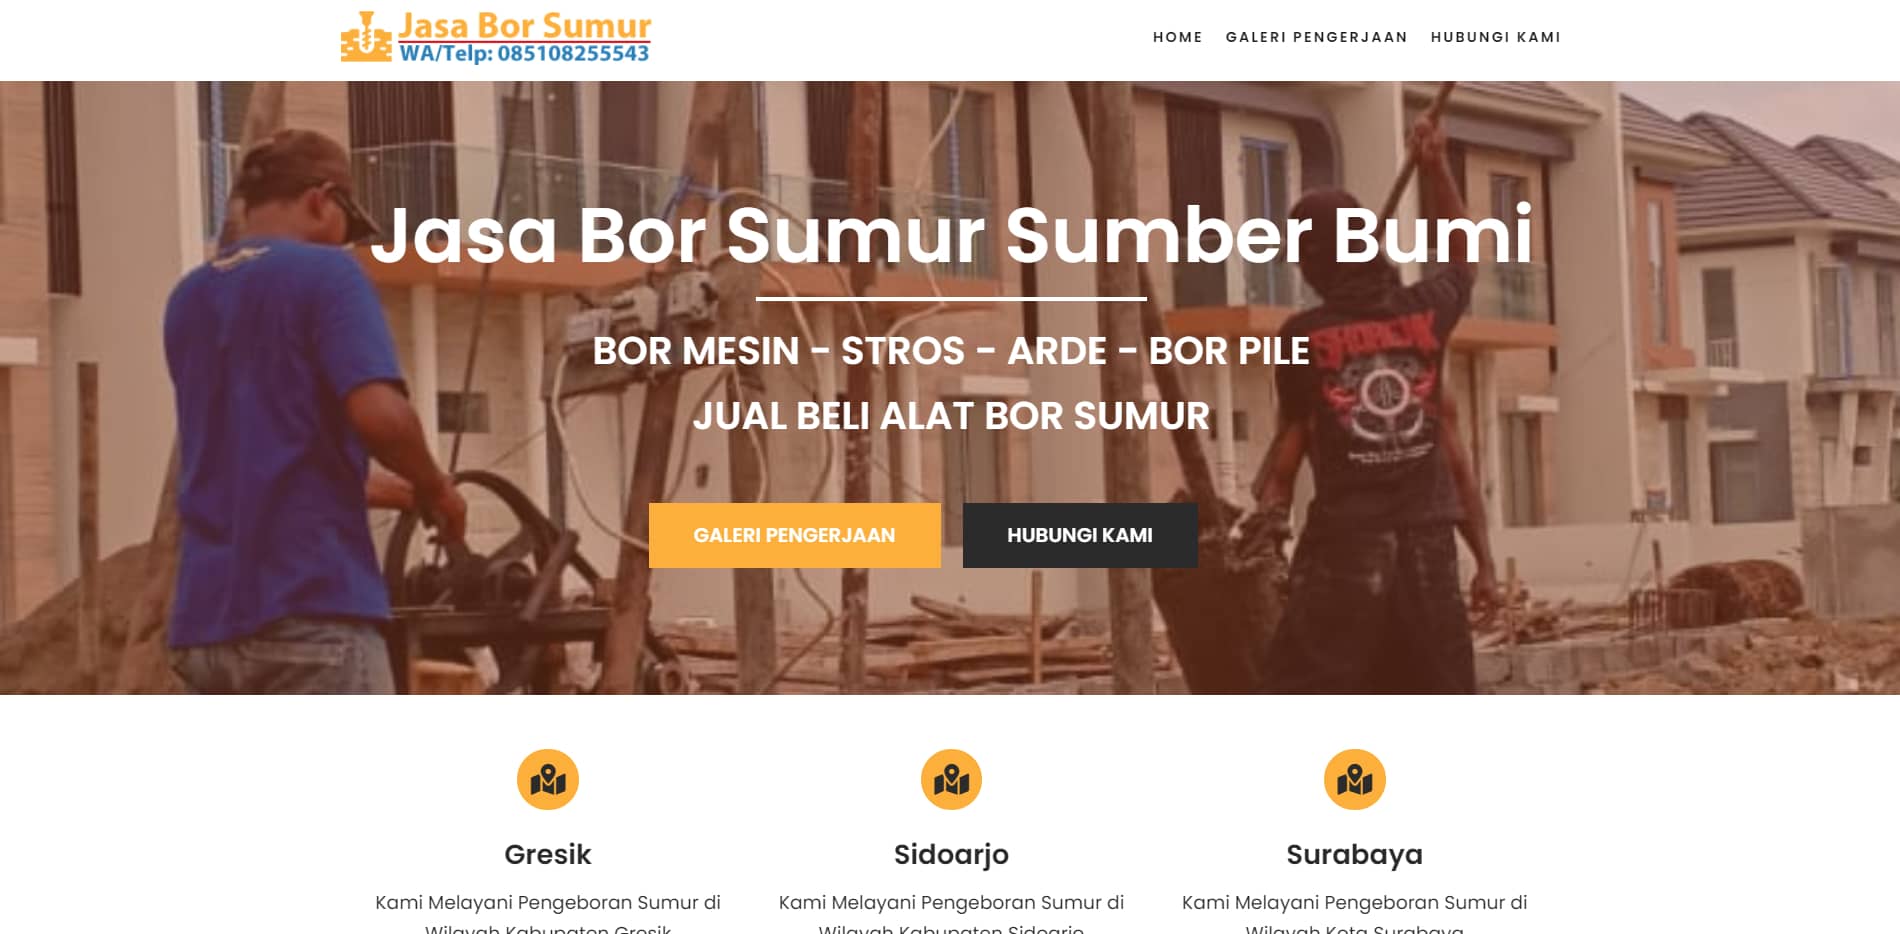 Jasa Bor Sumur
WA/Telp: 085108255543
HOME GALERI PENGERJAAN HUBUNGI KAMI
Jasa Bor Sumur Sumber Bumi
BOR MESIN - STROS - ARDE - BOR PILE
JUAL BELI ALAT BOR SUMUR
GALERI PENGERJAAN HUBUNGI KAMI
Gresik
Kami Melayani Pengeboran Sumur di
Wilayah Kabupaten Gresik
Sidoarjo
Kami Melayani Pengeboran Sumur di
Wilayah Kabupaten Sidoarjo
Surabaya
Kami Melayani Pengeboran Sumur di
Wilayah Kota Surabaya